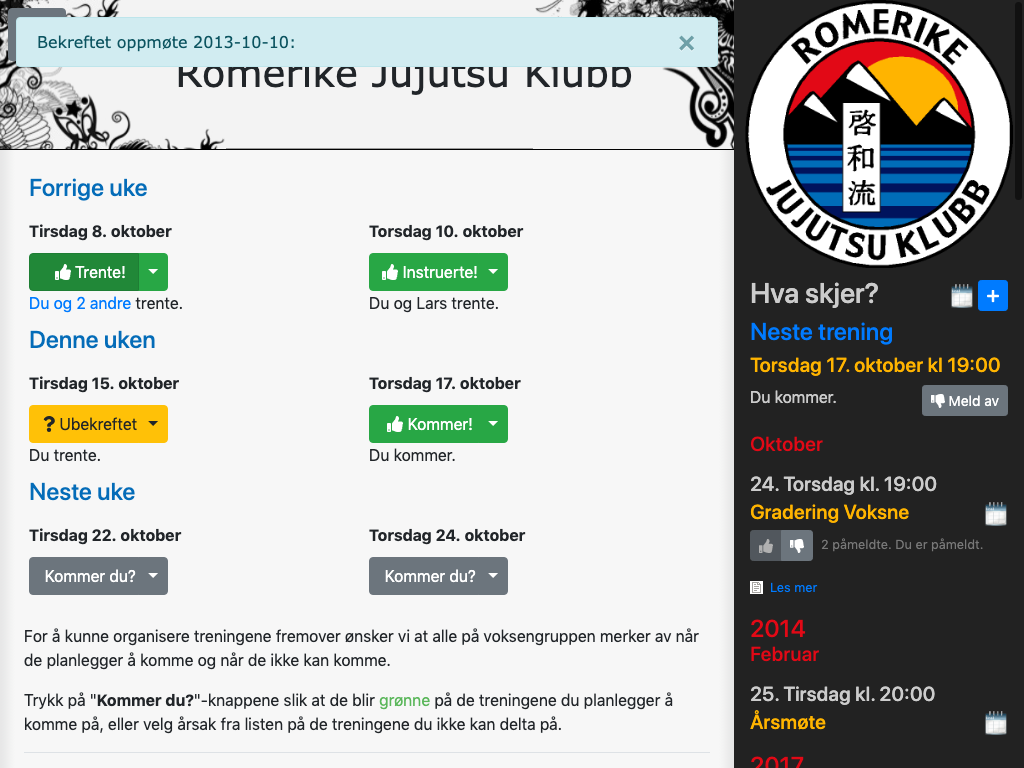 Bekreftet oppmøte 2013-10-10:
×
Romerike Jujutsu Klubb
Forrige uke
Tirsdag 8. oktober
Trente!
Du og 2 andre trente.
Torsdag 10. oktober
Instruerte!
Du og Lars trente.
Denne uken
Tirsdag 15. oktober
? Ubekreftet
Du trente.
Torsdag 17. oktober
Kommer!
Du kommer.
Neste uke
Tirsdag 22. oktober
Kommer du?
Torsdag 24. oktober
Kommer du?
For å kunne organisere treningene fremover ønsker vi at alle på voksengruppen merker av når
de planlegger å komme og når de ikke kan komme.
Trykk på "Kommer du?"-knappene slik at de blir grønne på de treningene du planlegger å
komme på, eller velg årsak fra listen på de treningene du ikke kan delta på.
ROMERIKE
啓
和
流
JUJUTSU KLUBB
Hva skjer?
+
Neste trening
Torsdag 17. oktober kl 19:00
Du kommer.
Meld av
Oktober
24. Torsdag kl. 19:00
Gradering Voksne
2 påmeldte. Du er påmeldt.
Les mer
2014
Februar
25. Tirsdag kl. 20:00
Årsmøte
2017